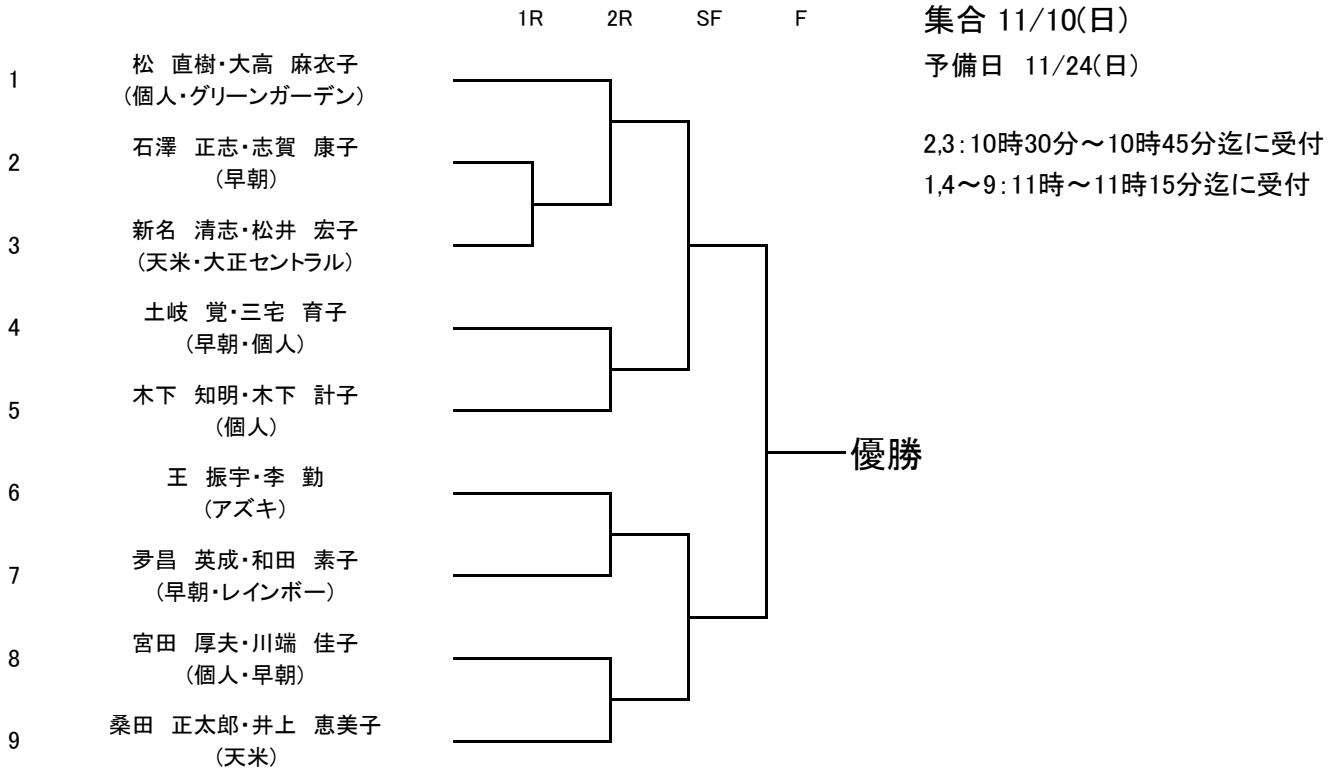 1R 2R SF F
集合 11/10(日)
予備日 11/24(日)
2,3:10時30分～10時45分迄に受付
1,4～9:11時～11時15分迄に受付
1 松 直樹・大高 麻衣子
(個人・グリーンガーデン)
2 石澤 正志・志賀 康子
(早朝)
3 新名 清志・松井 宏子
(天米・大正セントラル)
4 土岐 覚・三宅 育子
(早朝・個人)
5 木下 知明・木下 計子
(個人)
優勝
6 王 振宇・李 勤
(アズキ)
7 夛昌 英成・和田 素子
(早朝・レインボー)
8 宮田 厚夫・川端 佳子
(個人・早朝)
9 桑田 正太郎・井上 恵美子
(天米)